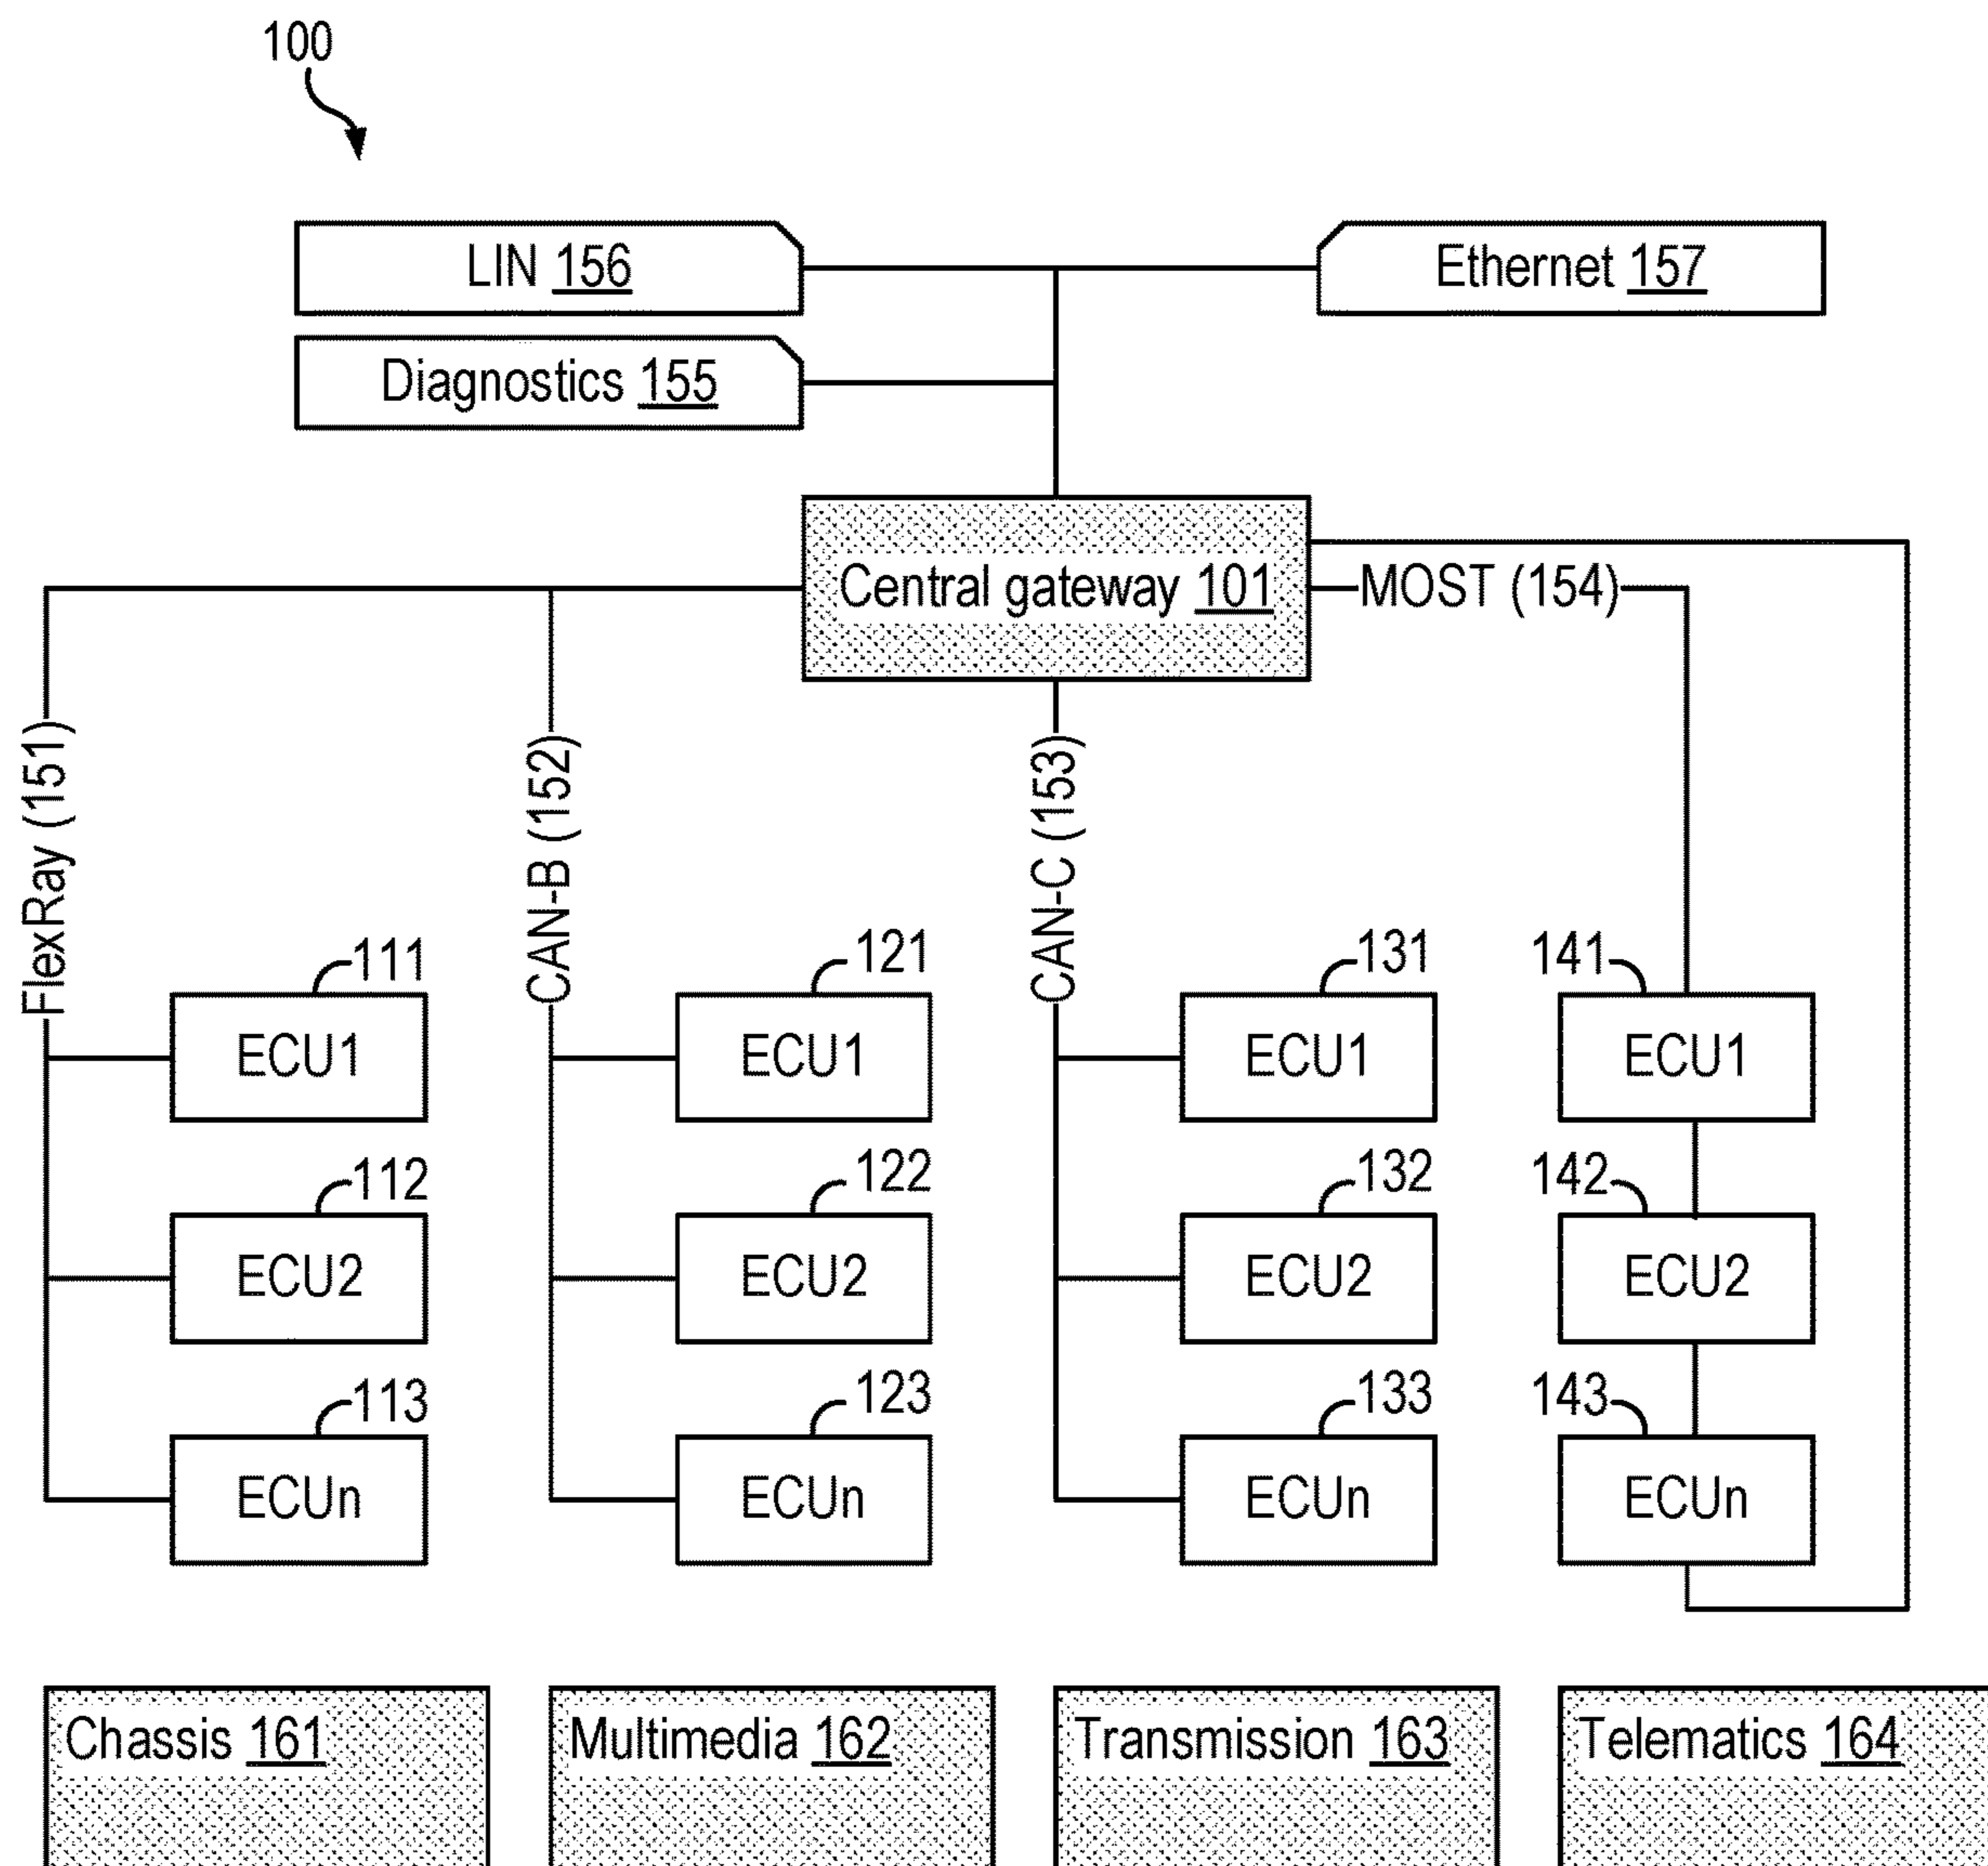 100
LIN 156
Ethernet 157
Diagnostics 155
Central gateway 101
MOST (154)
FlexRay (151)
CAN-B (152)
CAN-C (153)
111
121
131
141
ECU1
ECU1
ECU1
ECU1
112
122
132
142
ECU2
ECU2
ECU2
ECU2
113
123
133
143
ECUn
ECUn
ECUn
ECUn
Chassis 161
Multimedia 162
Transmission 163
Telematics 164